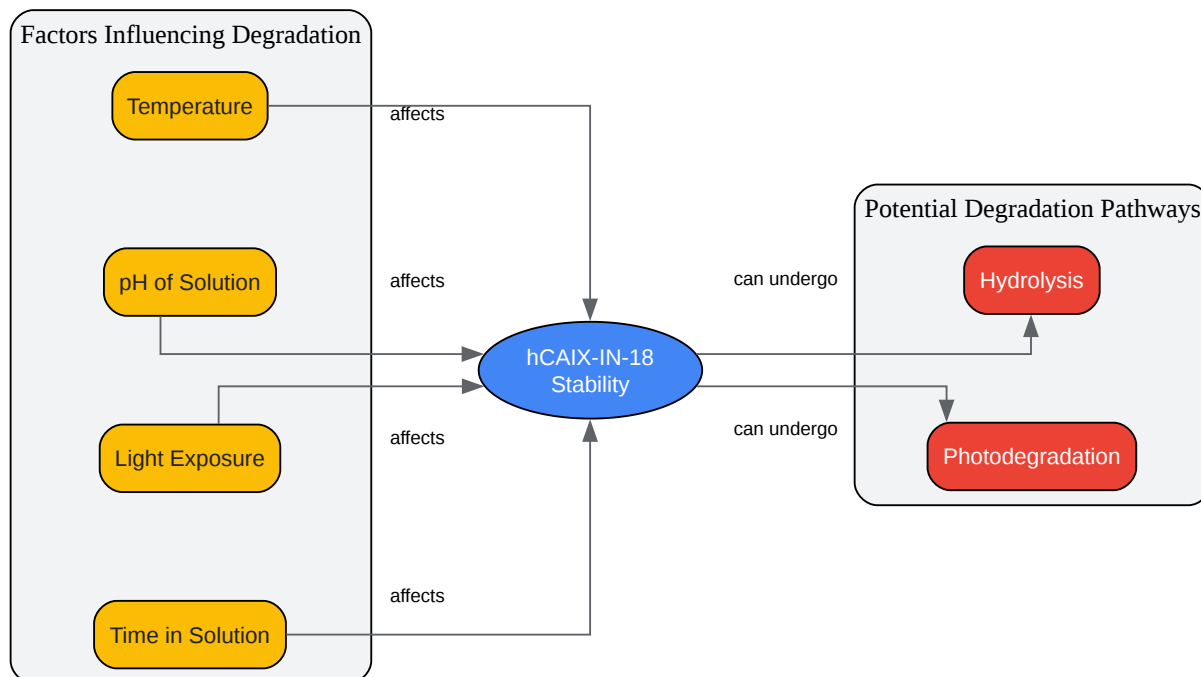 Factors Influencing Degradation
Temperature
affects
pH of Solution
affects
Light Exposure
affects
Time in Solution
affects
hCAIX-IN-18
Stability
Potential Degradation Pathways
can undergo
Hydrolysis
can undergo
Photodegradation